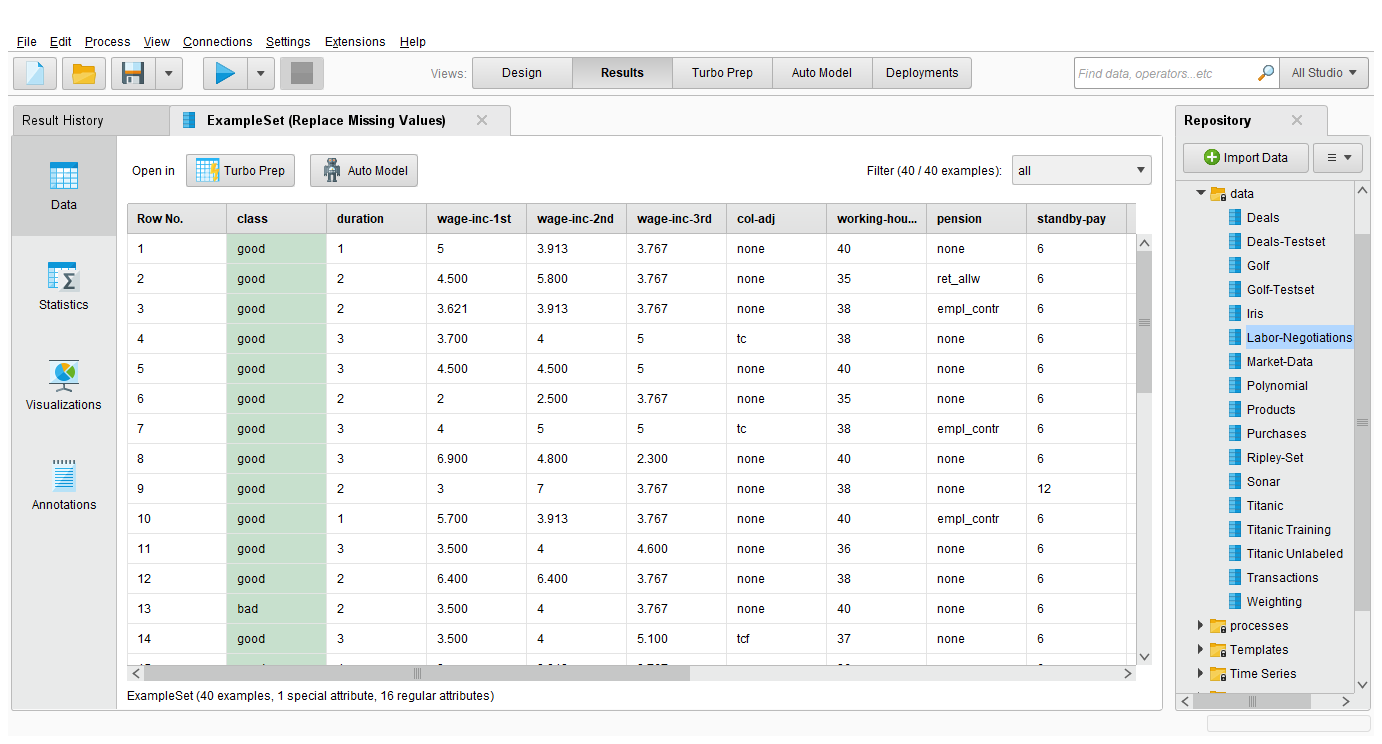 File Edit Process View Connections Settings Extensions Help
Views: Design Results Turbo Prep Auto Model Deployments Find data, operators...etc All Studio
Result History ExampleSet (Replace Missing Values) Repository
Open in Turbo Prep Auto Model Filter (40 / 40 examples): all
Data
Statistics
Visualizations
Annotations
Row No. class duration wage-inc-1st wage-inc-2nd wage-inc-3rd col-adj working-hou... pension standby-pay
1 good 1 5 3.913 3.767 none 40 none 6
2 good 2 4.500 5.800 3.767 none 35 ret_allw 6
3 good 2 3.621 3.913 3.767 none 38 empl_contr 6
4 good 3 3.700 4 5 tc 38 none 6
5 good 3 4.500 4.500 5 none 40 none 6
6 good 2 2 2.500 3.767 none 35 none 6
7 good 3 4 5 5 tc 38 empl_contr 6
8 good 3 6.900 4.800 2.300 none 40 none 6
9 good 2 3 7 3.767 none 38 none 12
10 good 1 5.700 3.913 3.767 none 40 empl_contr 6
11 good 3 3.500 4 4.600 none 36 none 6
12 good 2 6.400 6.400 3.767 none 38 none 6
13 bad 2 3.500 4 3.767 none 40 none 6
14 good 3 3.500 4 5.100 tcf 37 none 6
ExampleSet (40 examples, 1 special attribute, 16 regular attributes)
Import Data
data
Deals
Deals-Testset
Golf
Golf-Testset
Iris
Labor-Negotiations
Market-Data
Polynomial
Products
Purchases
Ripley-Set
Sonar
Titanic
Titanic Training
Titanic Unlabeled
Transactions
Weighting
processes
Templates
Time Series